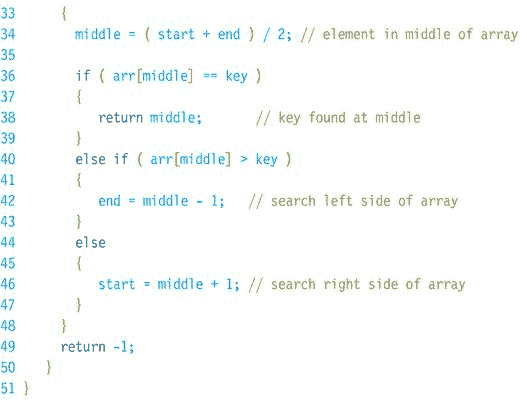 33 {
34 middle = ( start + end ) / 2; // element in middle of array
35
36 if ( arr[middle] == key )
37 {
38 return middle; // key found at middle
39 }
40 else if ( arr[middle] > key )
41 {
42 end = middle - 1; // search left side of array
43 }
44 else
45 {
46 start = middle + 1; // search right side of array
47 }
48 }
49 return -1;
50 }
51 }